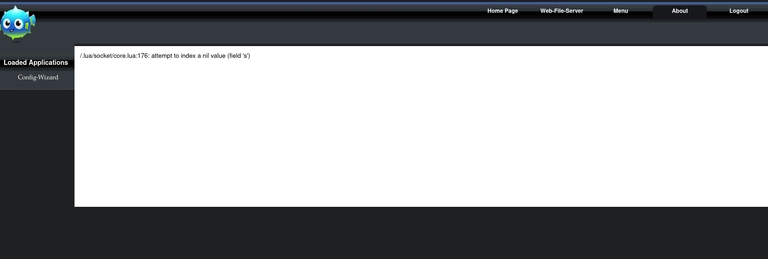 Home Page
Web-File-Server
Menu
About
Logout
Loaded Applications
Config-Wizard
/.lua/socket/core.lua:176: attempt to index a nil value (field 's')